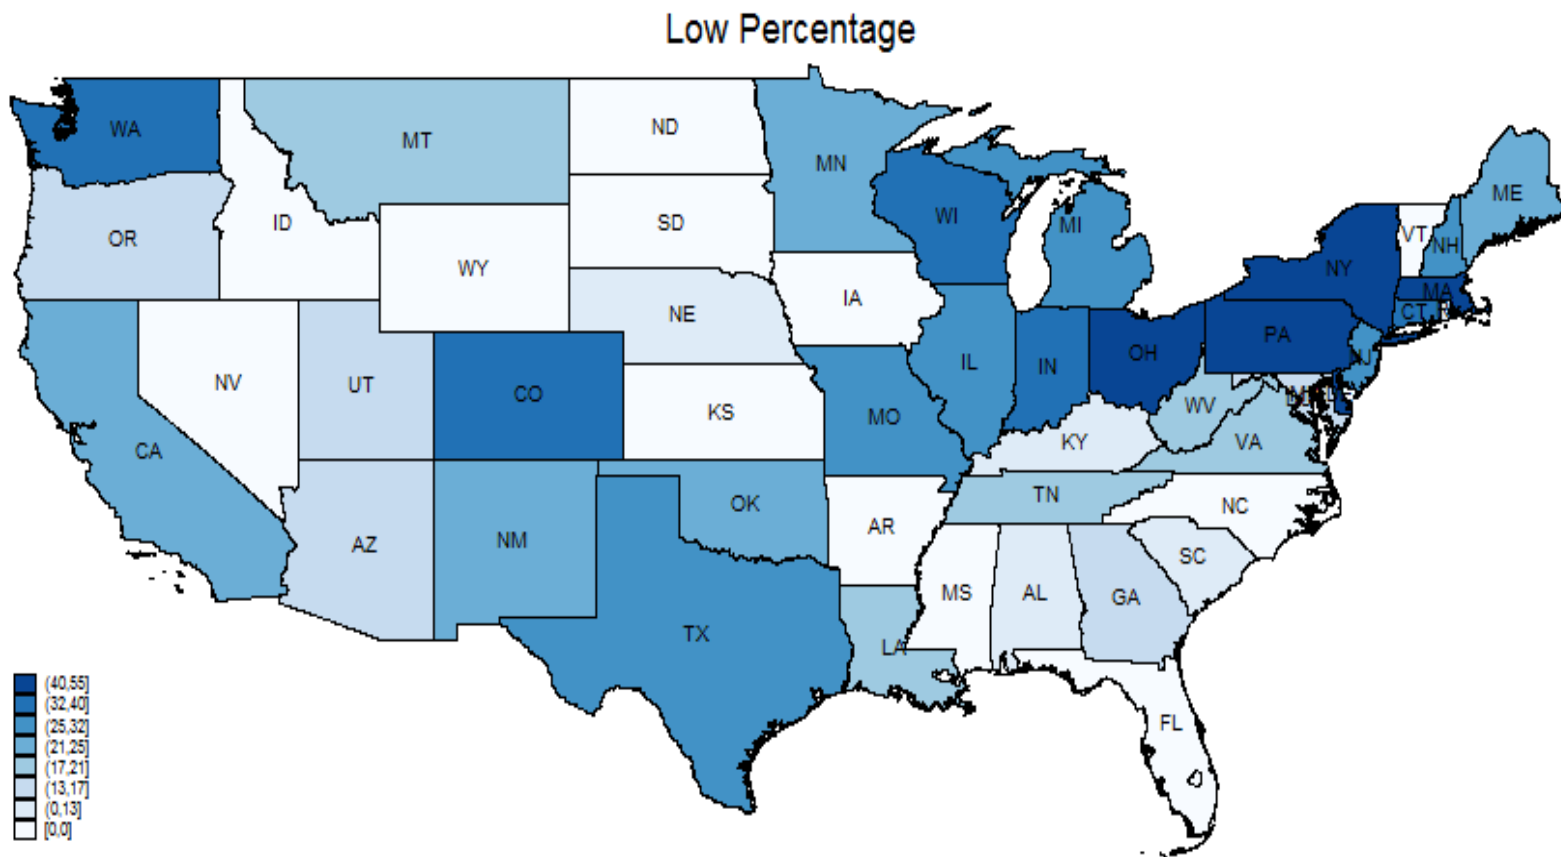 Low Percentage
WA
MT
ND
MN
ME
OR
ID
SD
WI
MI
VT
NH
WY
NY
IA
NE
MA
CT
NV
UT
CO
KS
MO
IL
IN
OH
PA
NJ
WV
CA
KY
VA
AZ
NM
OK
TN
AR
NC
SC
MS
AL
GA
TX
LA
FL
(40,55]
(32,40]
(25,32]
(21,25]
(17,21]
(13,17]
(0,13]
[0,0]